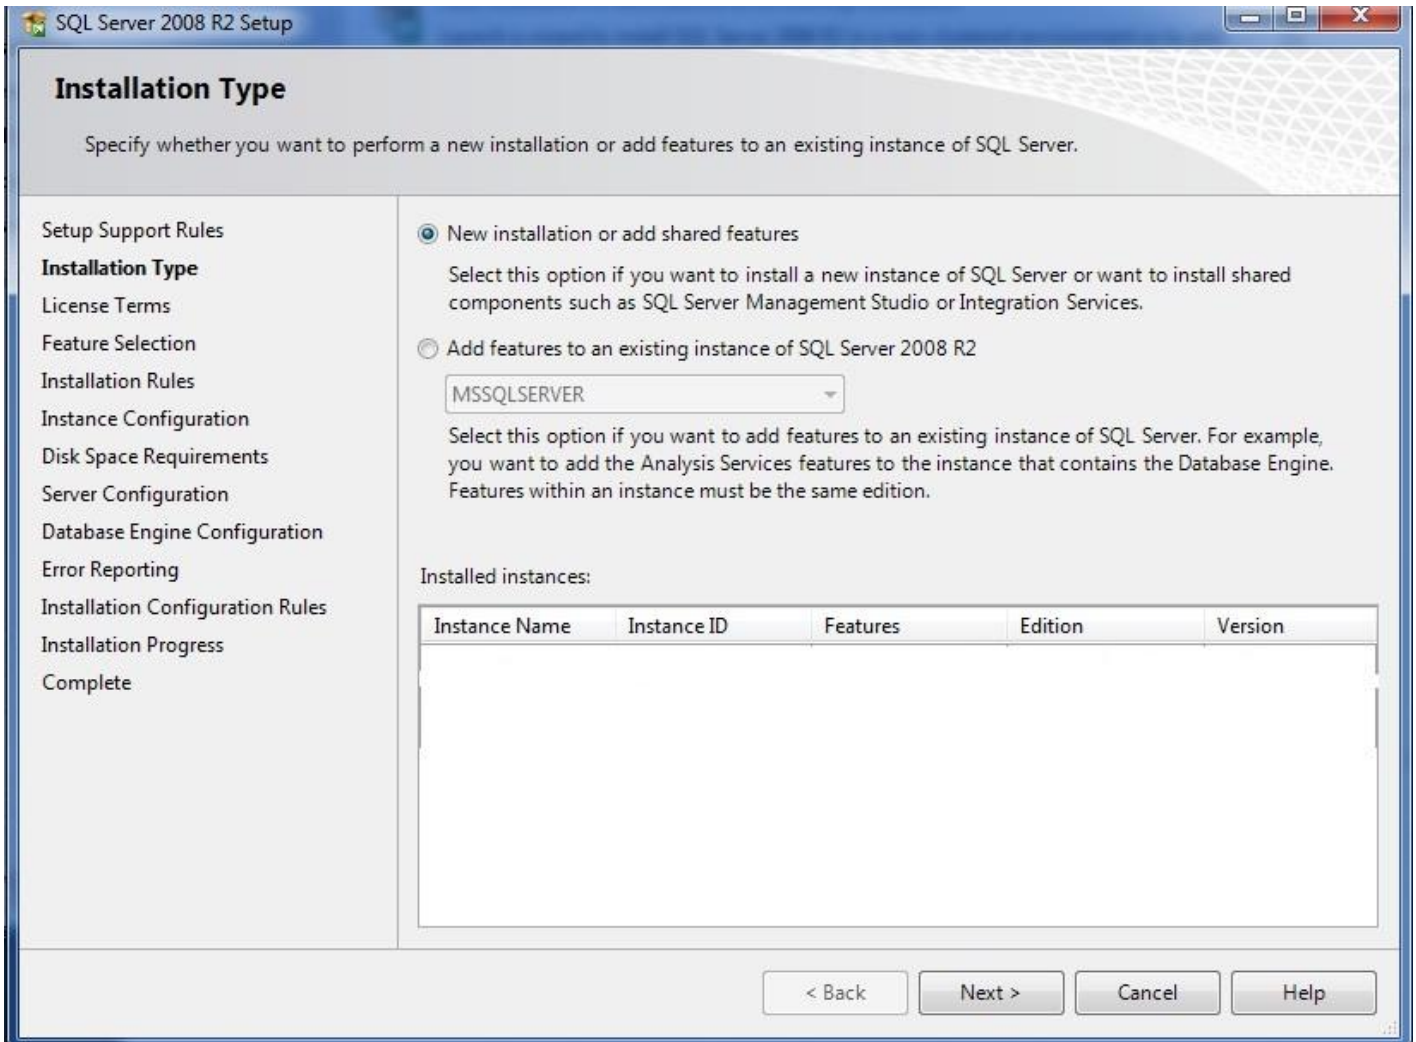 SQL Server 2008 R2 Setup
Installation Type
Specify whether you want to perform a new installation or add features to an existing instance of SQL Server.
Setup Support Rules
Installation Type
License Terms
Feature Selection
Installation Rules
Instance Configuration
Disk Space Requirements
Server Configuration
Database Engine Configuration
Error Reporting
Installation Configuration Rules
Installation Progress
Complete
New installation or add shared features
Select this option if you want to install a new instance of SQL Server or want to install shared
components such as SQL Server Management Studio or Integration Services.
Add features to an existing instance of SQL Server 2008 R2
MSSQLSERVER
Select this option if you want to add features to an existing instance of SQL Server. For example,
you want to add the Analysis Services features to the instance that contains the Database Engine.
Features within an instance must be the same edition.
Installed instances:
Instance Name Instance ID Features Edition Version
< Back Next > Cancel Help